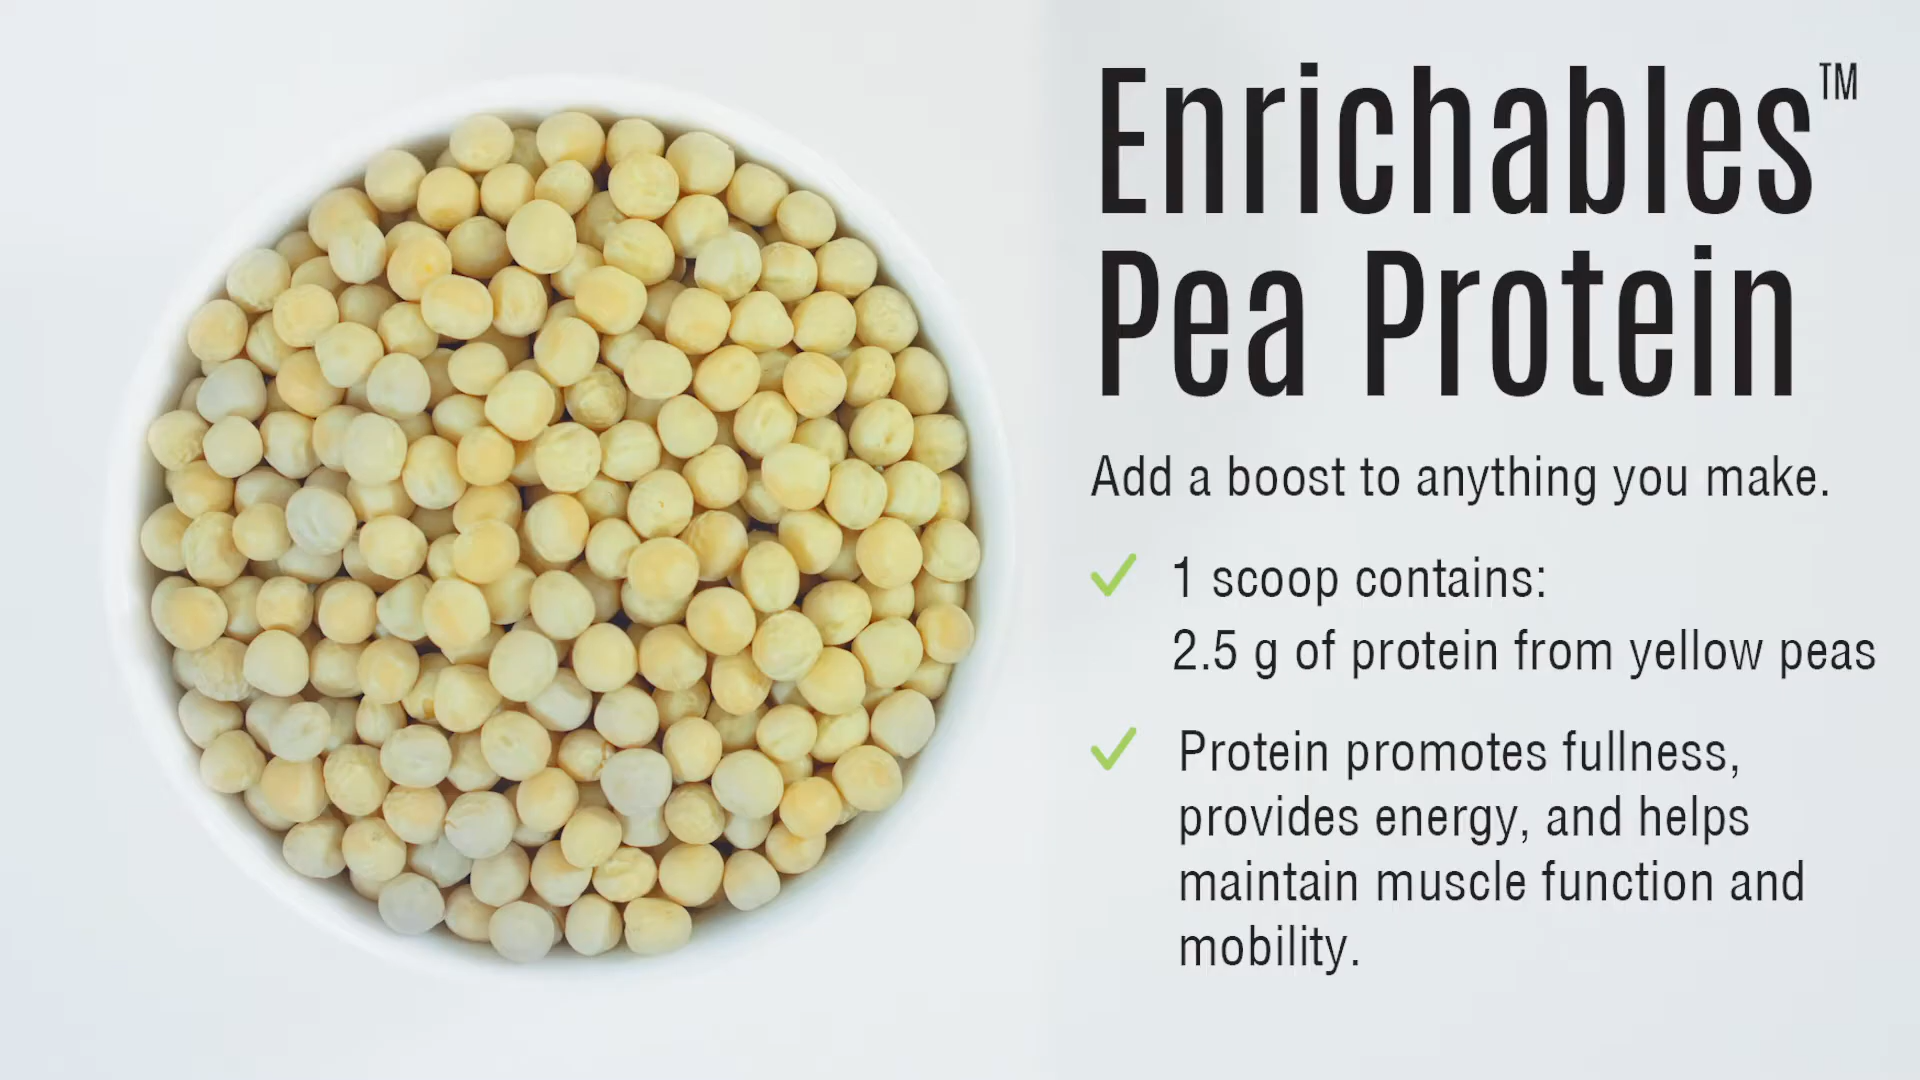 Enrichables™
Pea Protein
Add a boost to anything you make.
1 scoop contains:
2.5 g of protein from yellow peas
Protein promotes fullness,
provides energy, and helps
maintain muscle function and
mobility.